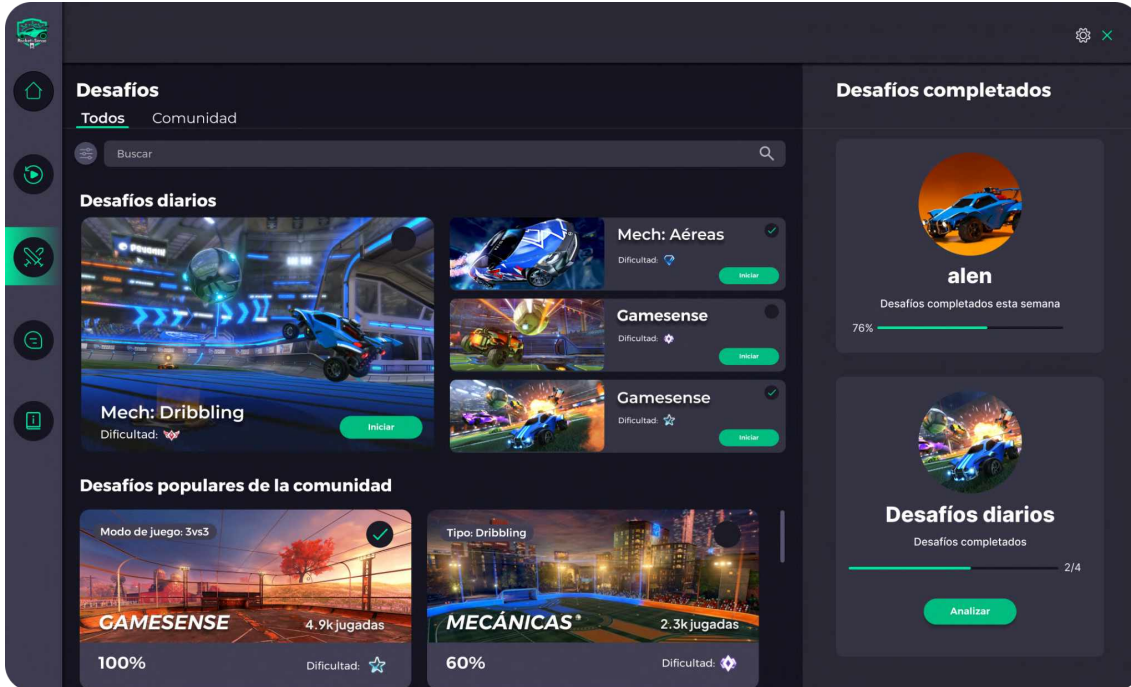 Desafíos
Todos Comunidad
Buscar
Desafíos diarios
Mech: Dribbling
Dificultad:
Iniciar
Mech: Aéreas
Dificultad:
Iniciar
Gamesense
Dificultad:
Iniciar
Gamesense
Dificultad:
Iniciar
Desafíos populares de la comunidad
Modo de juego: 3vs3
GAMESENSE
4.9k jugadas
100%
Dificultad:
Tipo: Dribbling
MECÁNICAS
2.3k jugadas
60%
Dificultad:
Desafíos completados
alen
Desafíos completados esta semana
76%
Desafíos diarios
Desafíos completados
2/4
Analizar